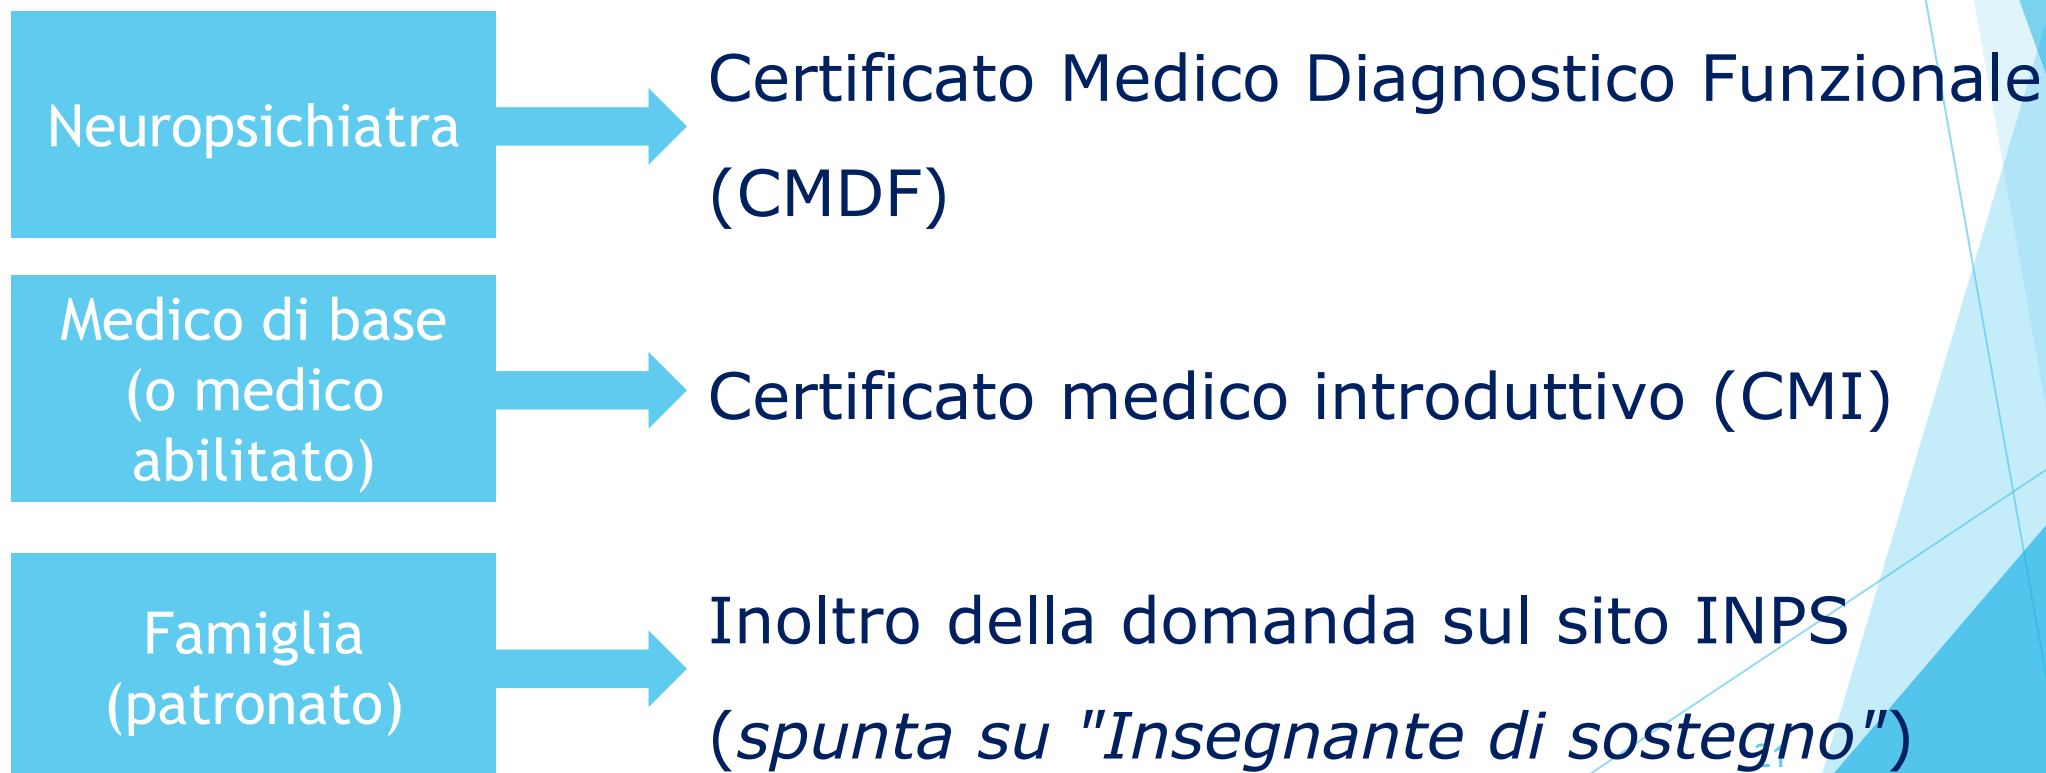 Neuropsichiatra
Certificato Medico Diagnostico Funzionale
(CMDF)
Medico di base
(o medico
abilitato)
Certificato medico introduttivo (CMI)
Famiglia
(patronato)
Inoltro della domanda sul sito INPS
(spunta su "Insegnante di sostegno")
21